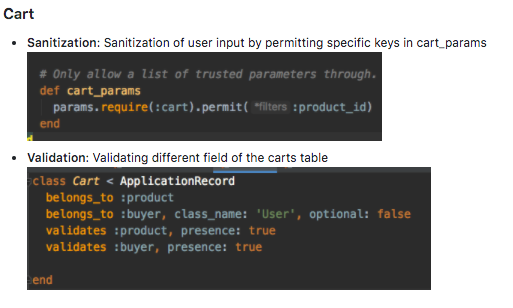 Cart
Sanitization: Sanitization of user input by permitting specific keys in cart_params
# Only allow a list of trusted parameters through.
def cart_params
params.require(:cart).permit( *filters :product_id)
end
Validation: Validating different field of the carts table
class Cart < ApplicationRecord
belongs_to :product
belongs_to :buyer, class_name: 'User', optional: false
validates :product, presence: true
validates :buyer, presence: true
end